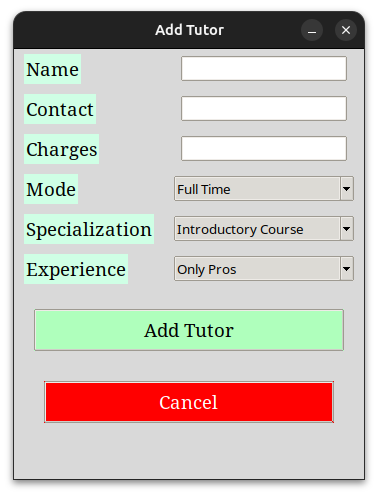 Add Tutor
Name
Contact
Charges
Mode Full Time
Specialization Introductory Course
Experience Only Pros
Add Tutor
Cancel